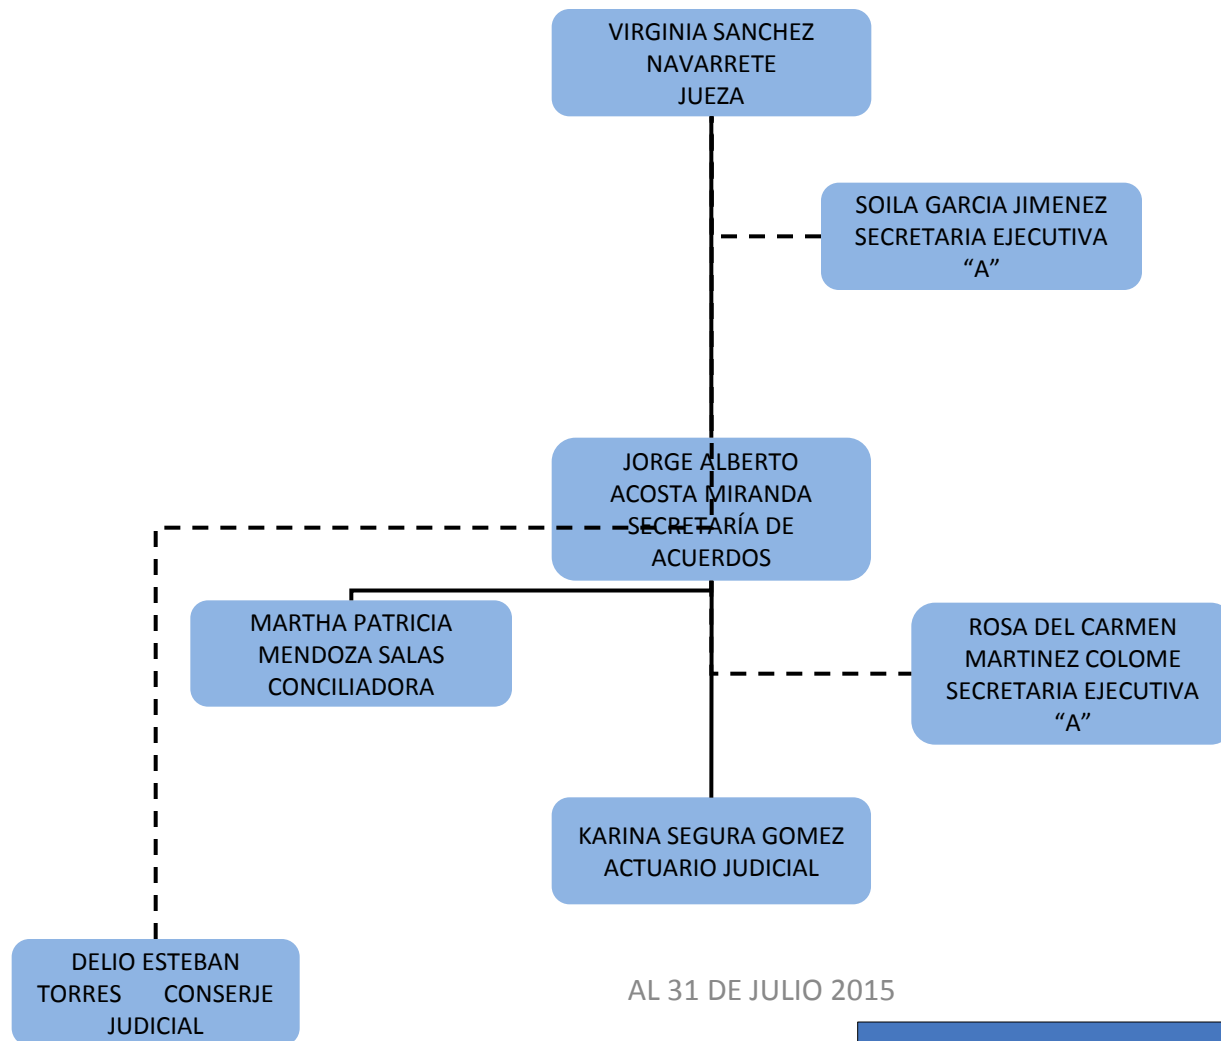 VIRGINIA SANCHEZ
NAVARRETE
JUEZA
SOILA GARCIA JIMENEZ
SECRETARIA EJECUTIVA
“A”
JORGE ALBERTO
ACOSTA MIRANDA
SECRETARÍA DE
ACUERDOS
MARTHA PATRICIA
MENDOZA SALAS
CONCILIADORA
ROSA DEL CARMEN
MARTINEZ COLOME
SECRETARIA EJECUTIVA
“A”
KARINA SEGURA GOMEZ
ACTUARIO JUDICIAL
DELIO ESTEBAN
TORRES CONSERJE
JUDICIAL
AL 31 DE JULIO 2015